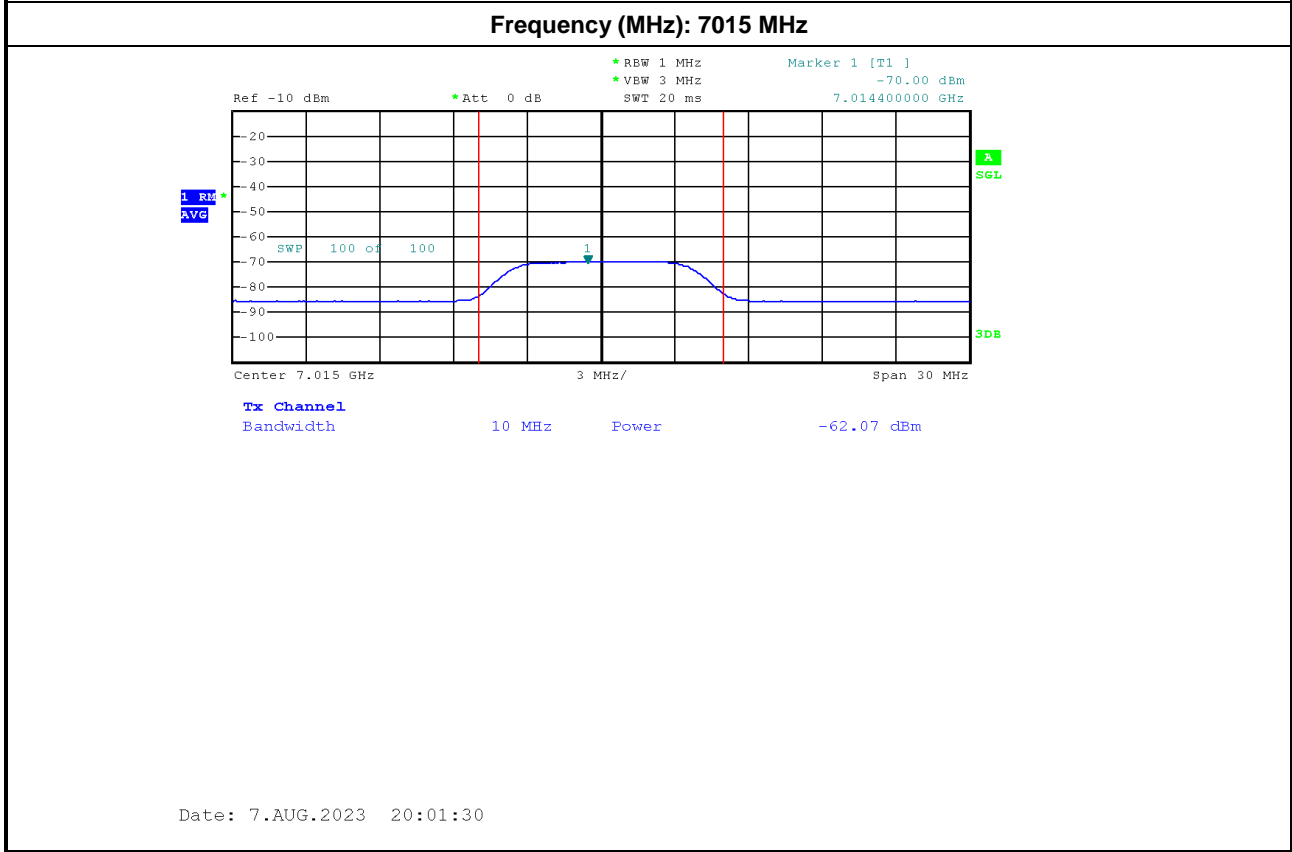 Frequency (MHz): 7015 MHz
* RBW 1 MHz Marker 1 [T1 ]
* VBW 3 MHz -70.00 dBm
Ref -10 dBm * Att 0 dB SWT 20 ms 7.014400000 GHz
-20
-30
A
SGL
-40
1 RM *
AVG
-50
-60
SWP 100 of 100 1
-70
-80
-90
-100
3DB
Center 7.015 GHz 3 MHz/ Span 30 MHz
Tx Channel
Bandwidth 10 MHz Power -62.07 dBm
Date: 7.AUG.2023 20:01:30